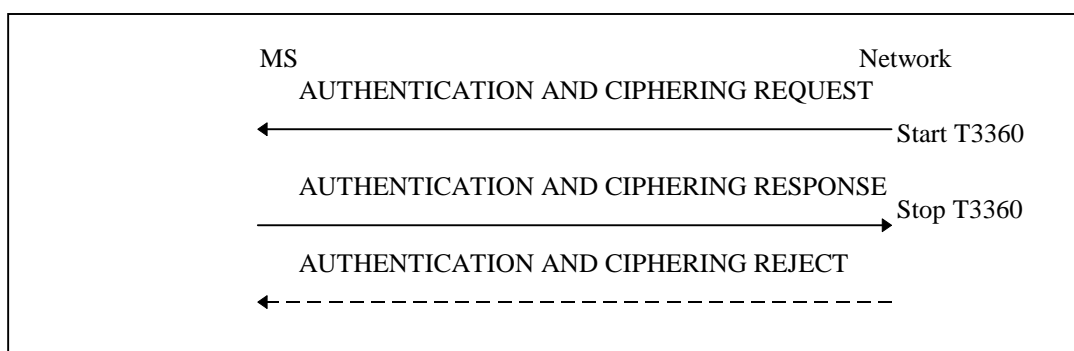 MS Network
AUTHENTICATION AND CIPHERING REQUEST
Start T3360
AUTHENTICATION AND CIPHERING RESPONSE
Stop T3360
AUTHENTICATION AND CIPHERING REJECT